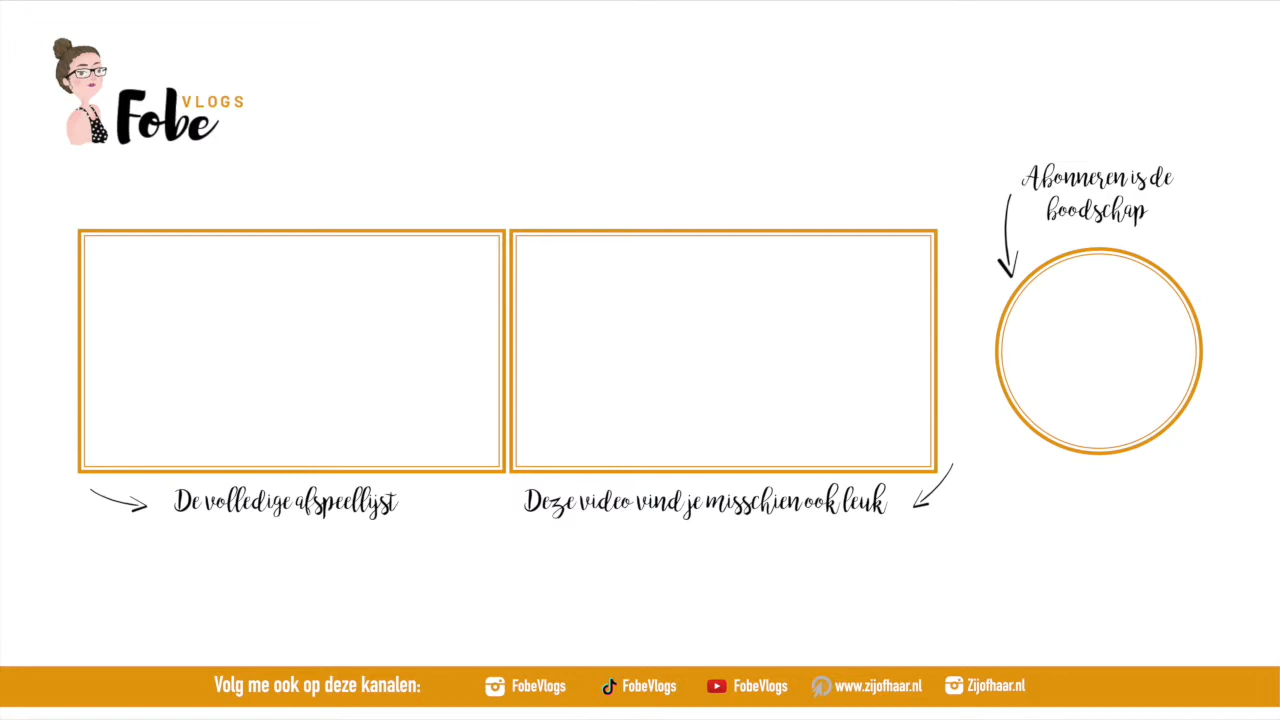 VLOGS
Fobe
Abonneren is de
boodschap
De volledige afspeellijst
Deze video vind je misschien ook leuk
Volg me ook op deze kanalen: FobeVlogs FobeVlogs FobeVlogs www.zijofhaar.nl Zijofhaar.nl